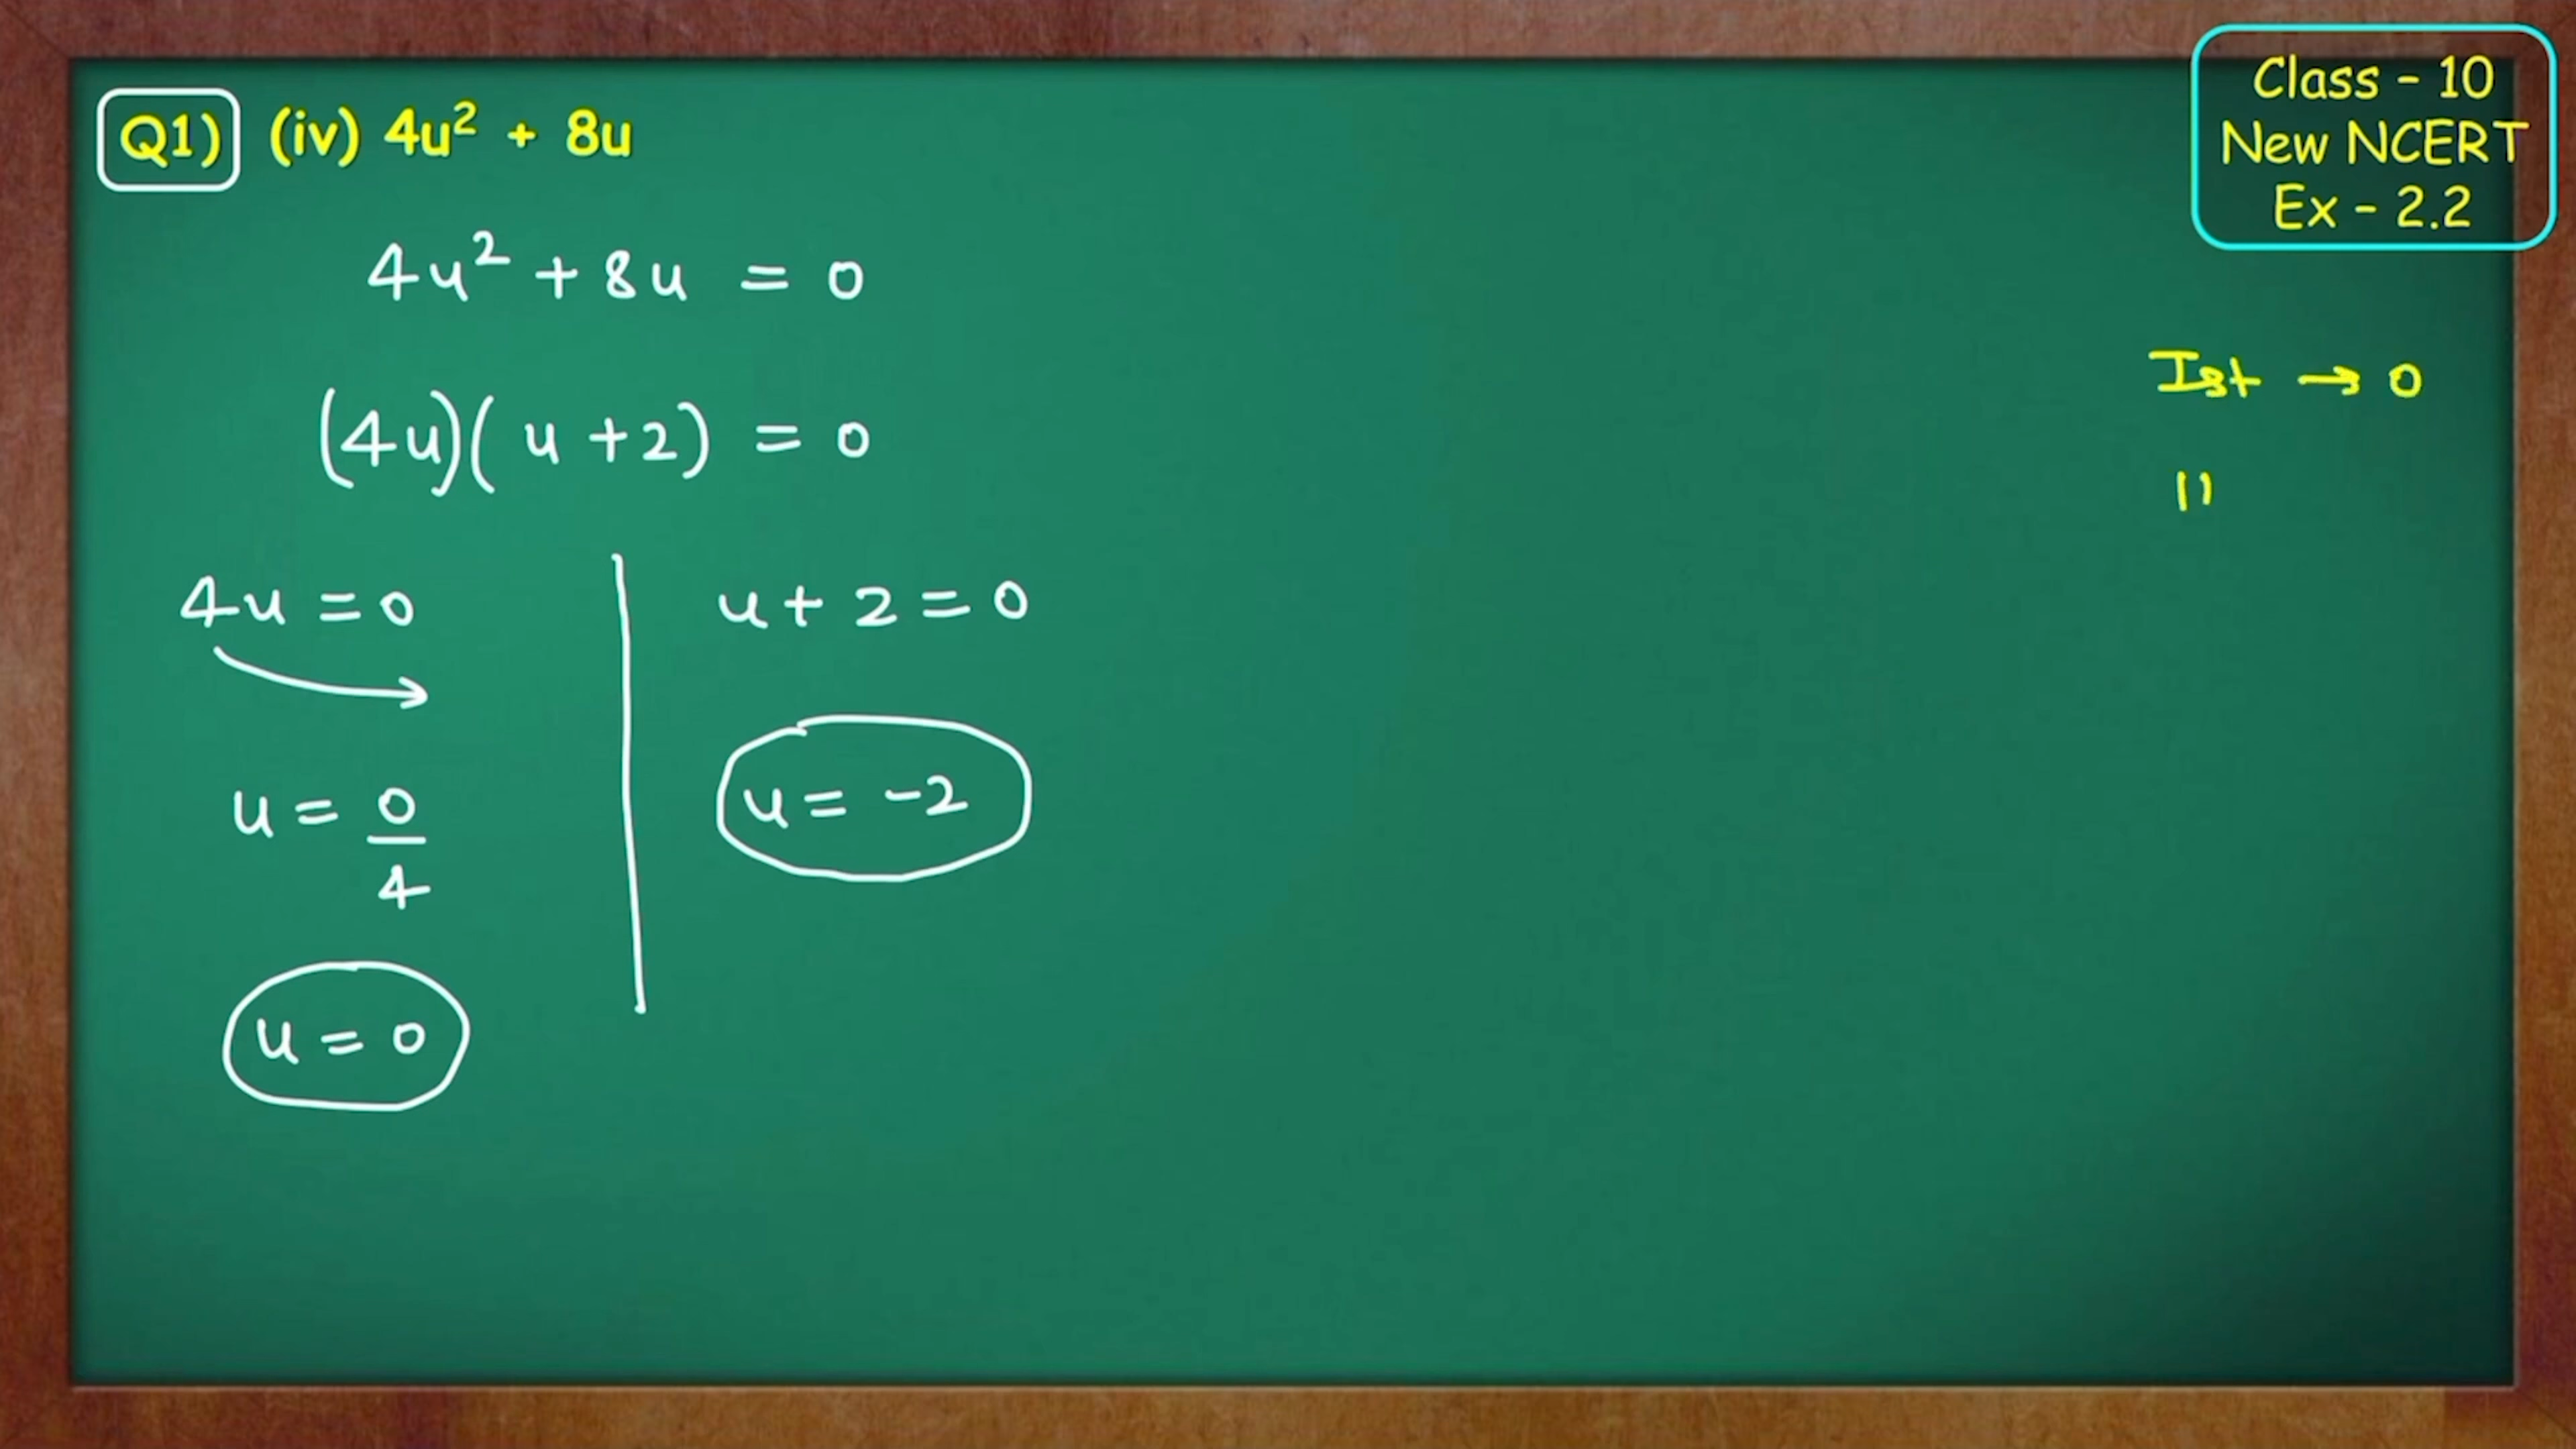 Q1) (iv) 4u² + 8u
Class - 10
New NCERT
Ex - 2.2
4u² + 8u = 0
(4u)(u + 2) = 0
4u = 0
u = 0/4
u = 0
u + 2 = 0
u = -2
Ist → 0
11